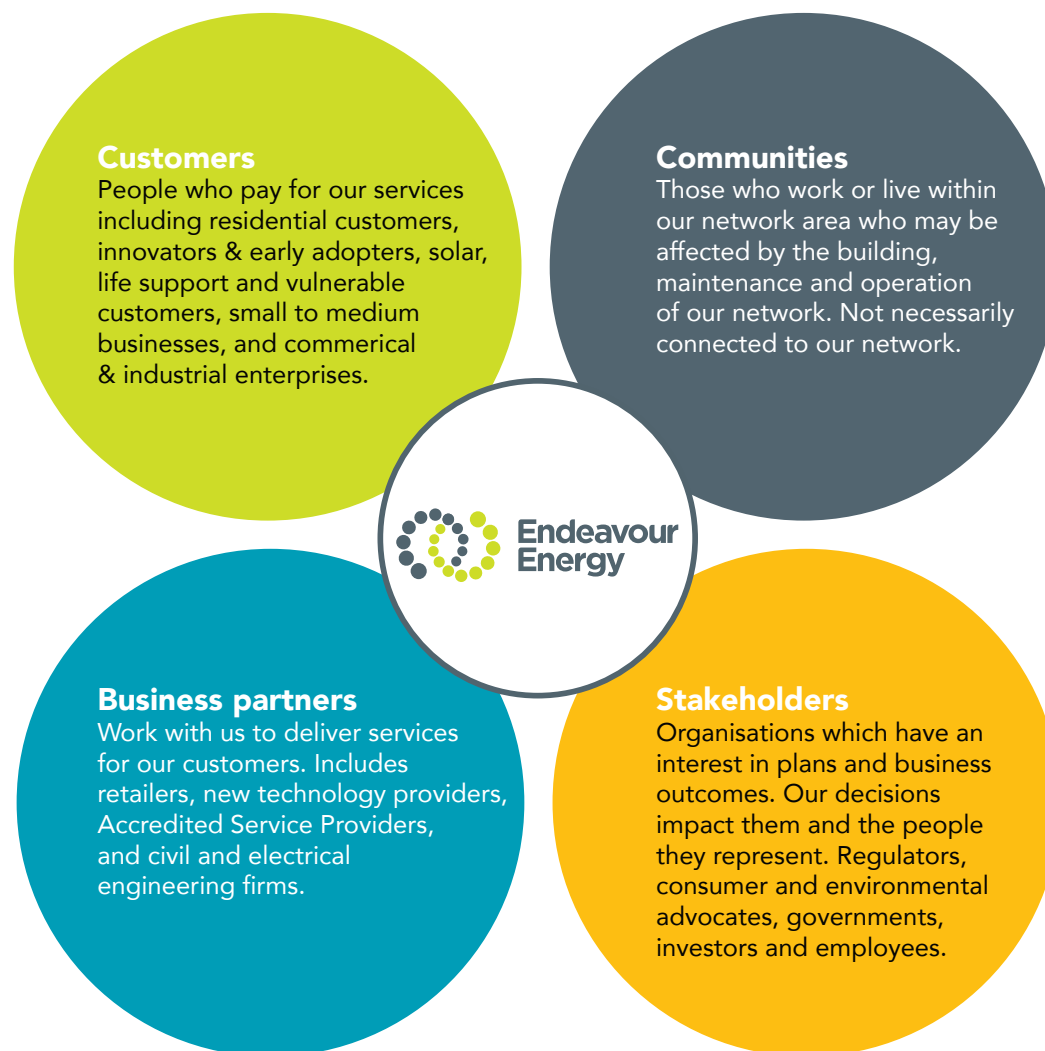 Customers
People who pay for our services
including residential customers,
innovators & early adopters, solar,
life support and vulnerable
customers, small to medium
businesses, and commerical
& industrial enterprises.
Communities
Those who work or live within
our network area who may be
affected by the building,
maintenance and operation
of our network. Not necessarily
connected to our network.
Endeavour
Energy
Business partners
Work with us to deliver services
for our customers. Includes
retailers, new technology providers,
Accredited Service Providers,
and civil and electrical
engineering firms.
Stakeholders
Organisations which have an
interest in plans and business
outcomes. Our decisions
impact them and the people
they represent. Regulators,
consumer and environmental
advocates, governments,
investors and employees.